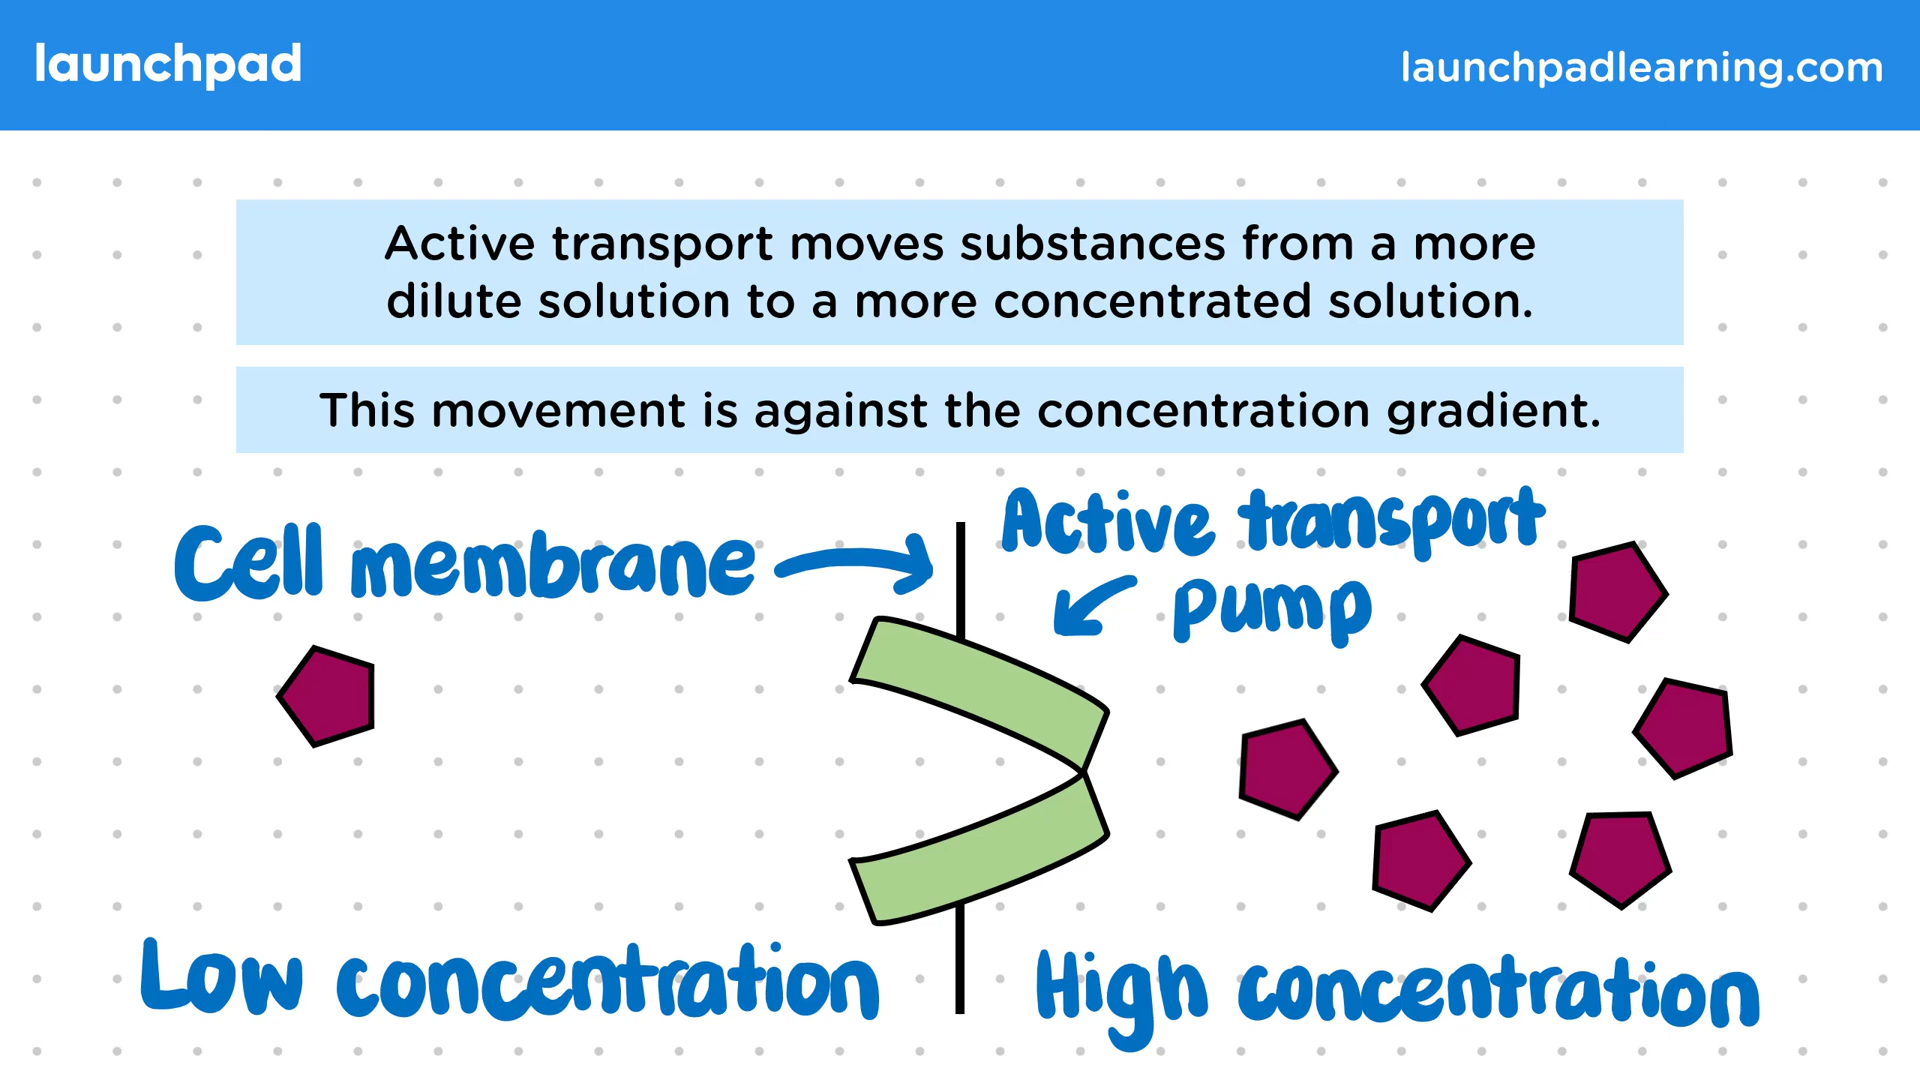 launchpad
launchpadlearning.com
Active transport moves substances from a more
dilute solution to a more concentrated solution.
This movement is against the concentration gradient.
Cell membrane
Active transport
pump
Low concentration
High concentration